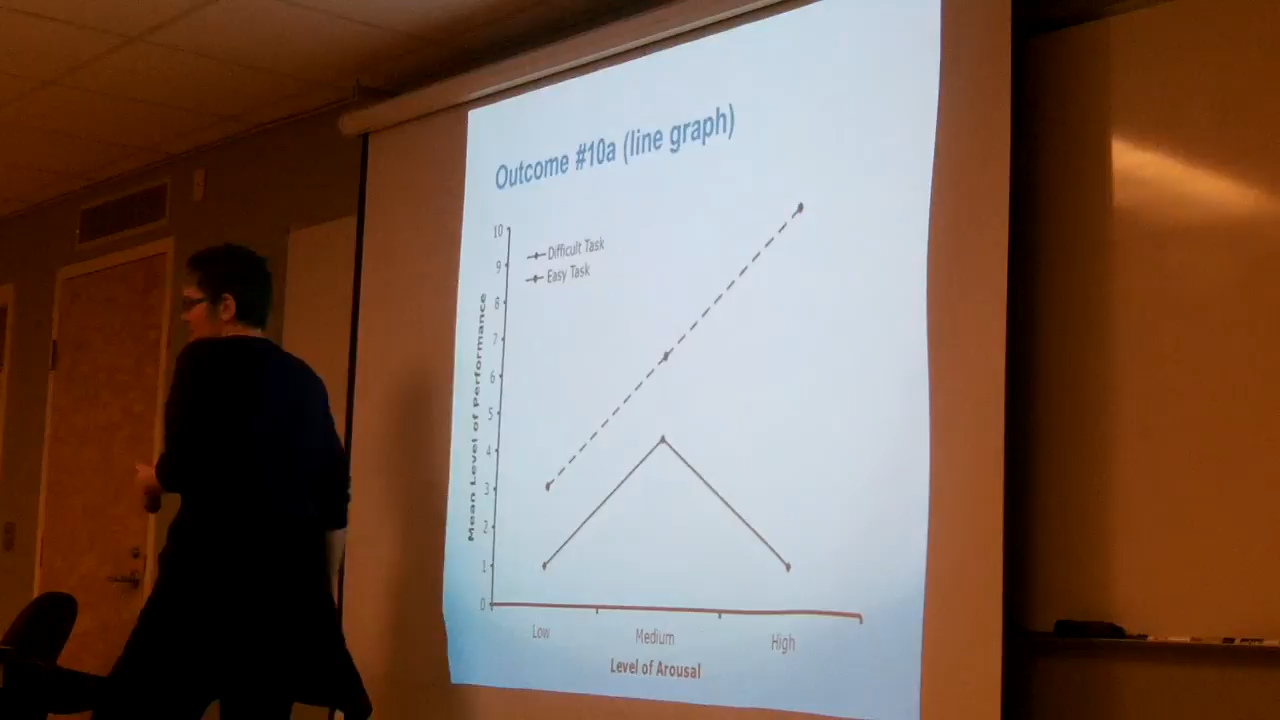 Outcome #10a (line graph)
10
9
8
7
6
5
4
3
2
1
0
Difficult Task
Easy Task
Mean Level of Performance
Low
Medium
High
Level of Arousal